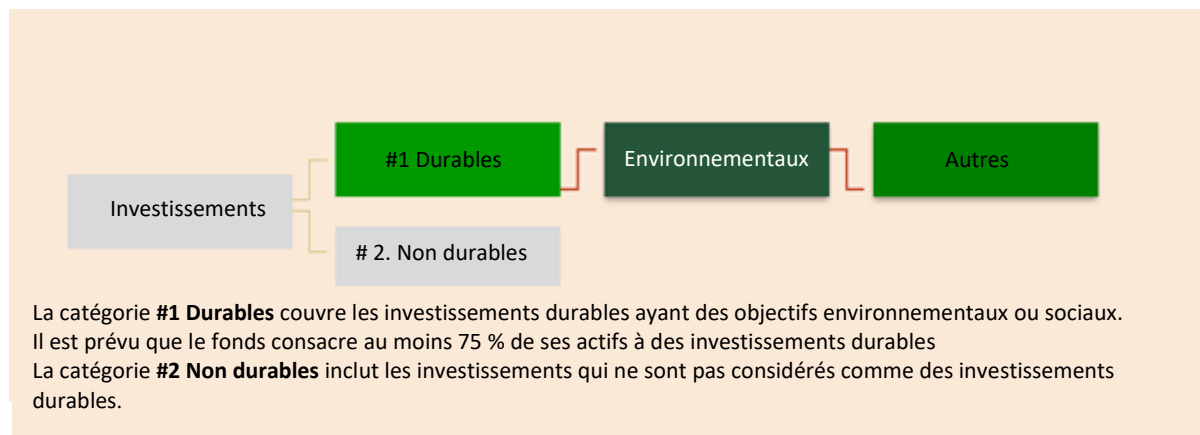 #1 Durables
Environnementaux
Autres
Investissements
# 2. Non durables
La catégorie #1 Durables couvre les investissements durables ayant des objectifs environnementaux ou sociaux.
Il est prévu que le fonds consacre au moins 75 % de ses actifs à des investissements durables
La catégorie #2 Non durables inclut les investissements qui ne sont pas considérés comme des investissements
durables.